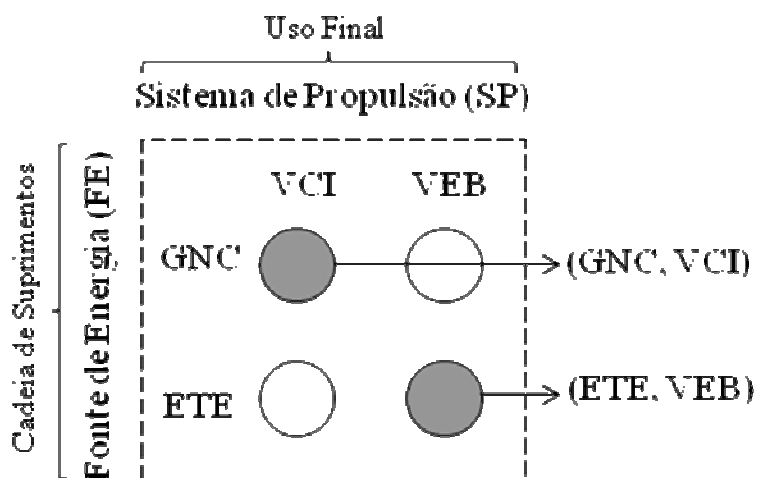 Uso Final
Sistema de Propulsão (SP)
Cadeia de Suprimentos
Fonte de Energia (FE)
VCI VEB
GNC
(GNC, VCI)
ETE
(ETE, VEB)